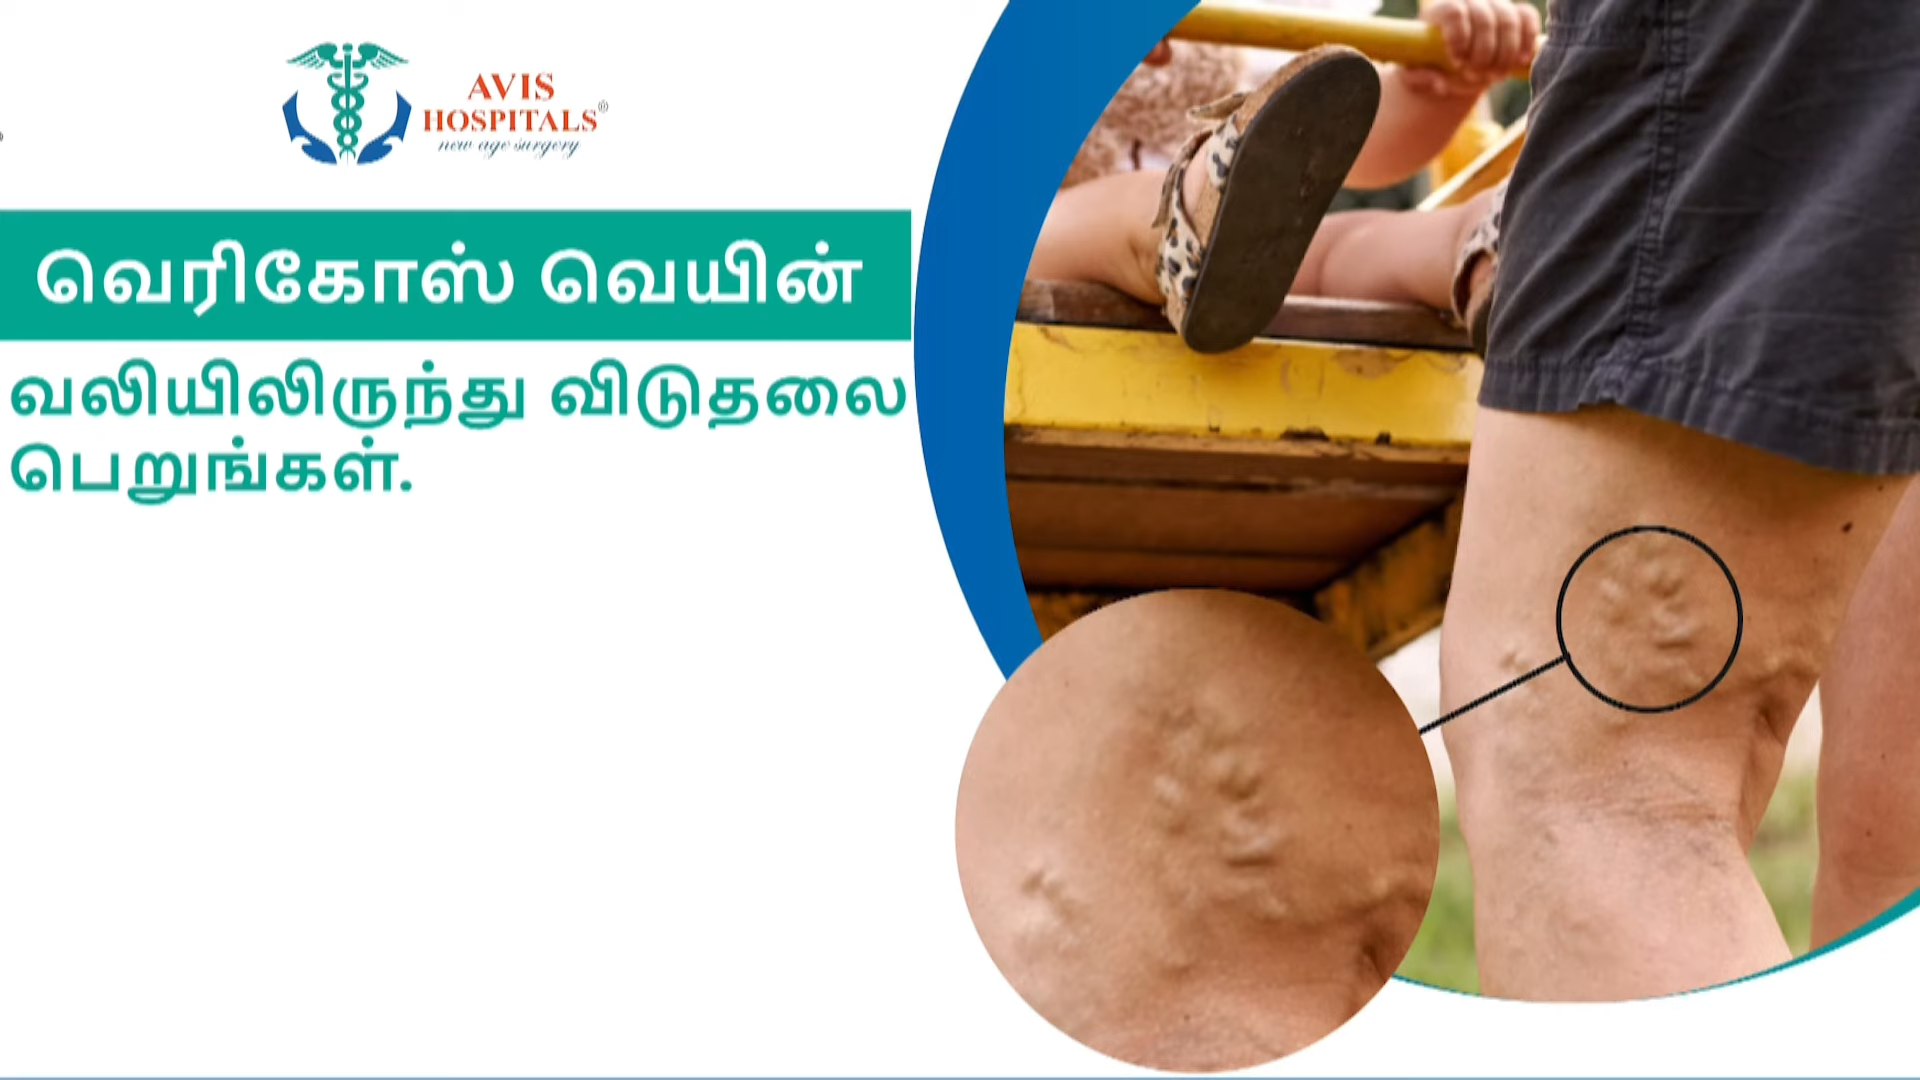 AVIS
HOSPITALS®
new age surgery
வெரிகோஸ் வெயின்
வலியிலிருந்து விடுதலை
பெறுங்கள்.